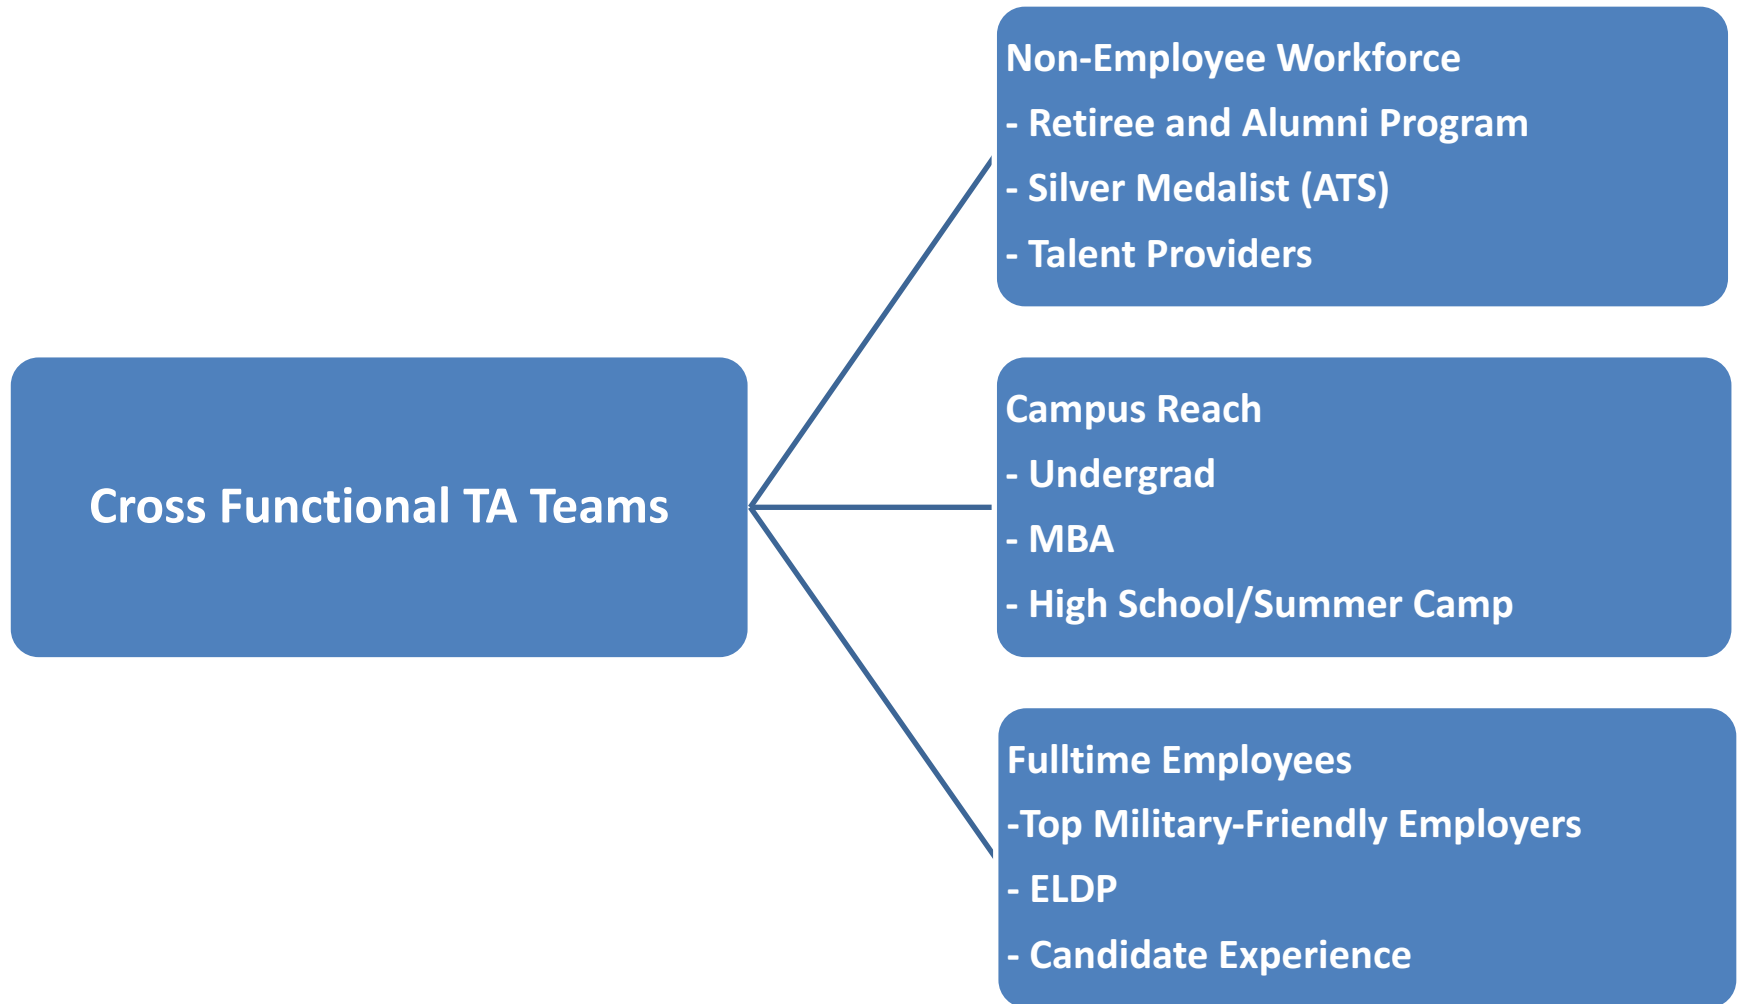 Non-Employee Workforce
- Retiree and Alumni Program
- Silver Medalist (ATS)
- Talent Providers
Cross Functional TA Teams
Campus Reach
- Undergrad
- MBA
- High School/Summer Camp
Fulltime Employees
-Top Military-Friendly Employers
- ELDP
- Candidate Experience